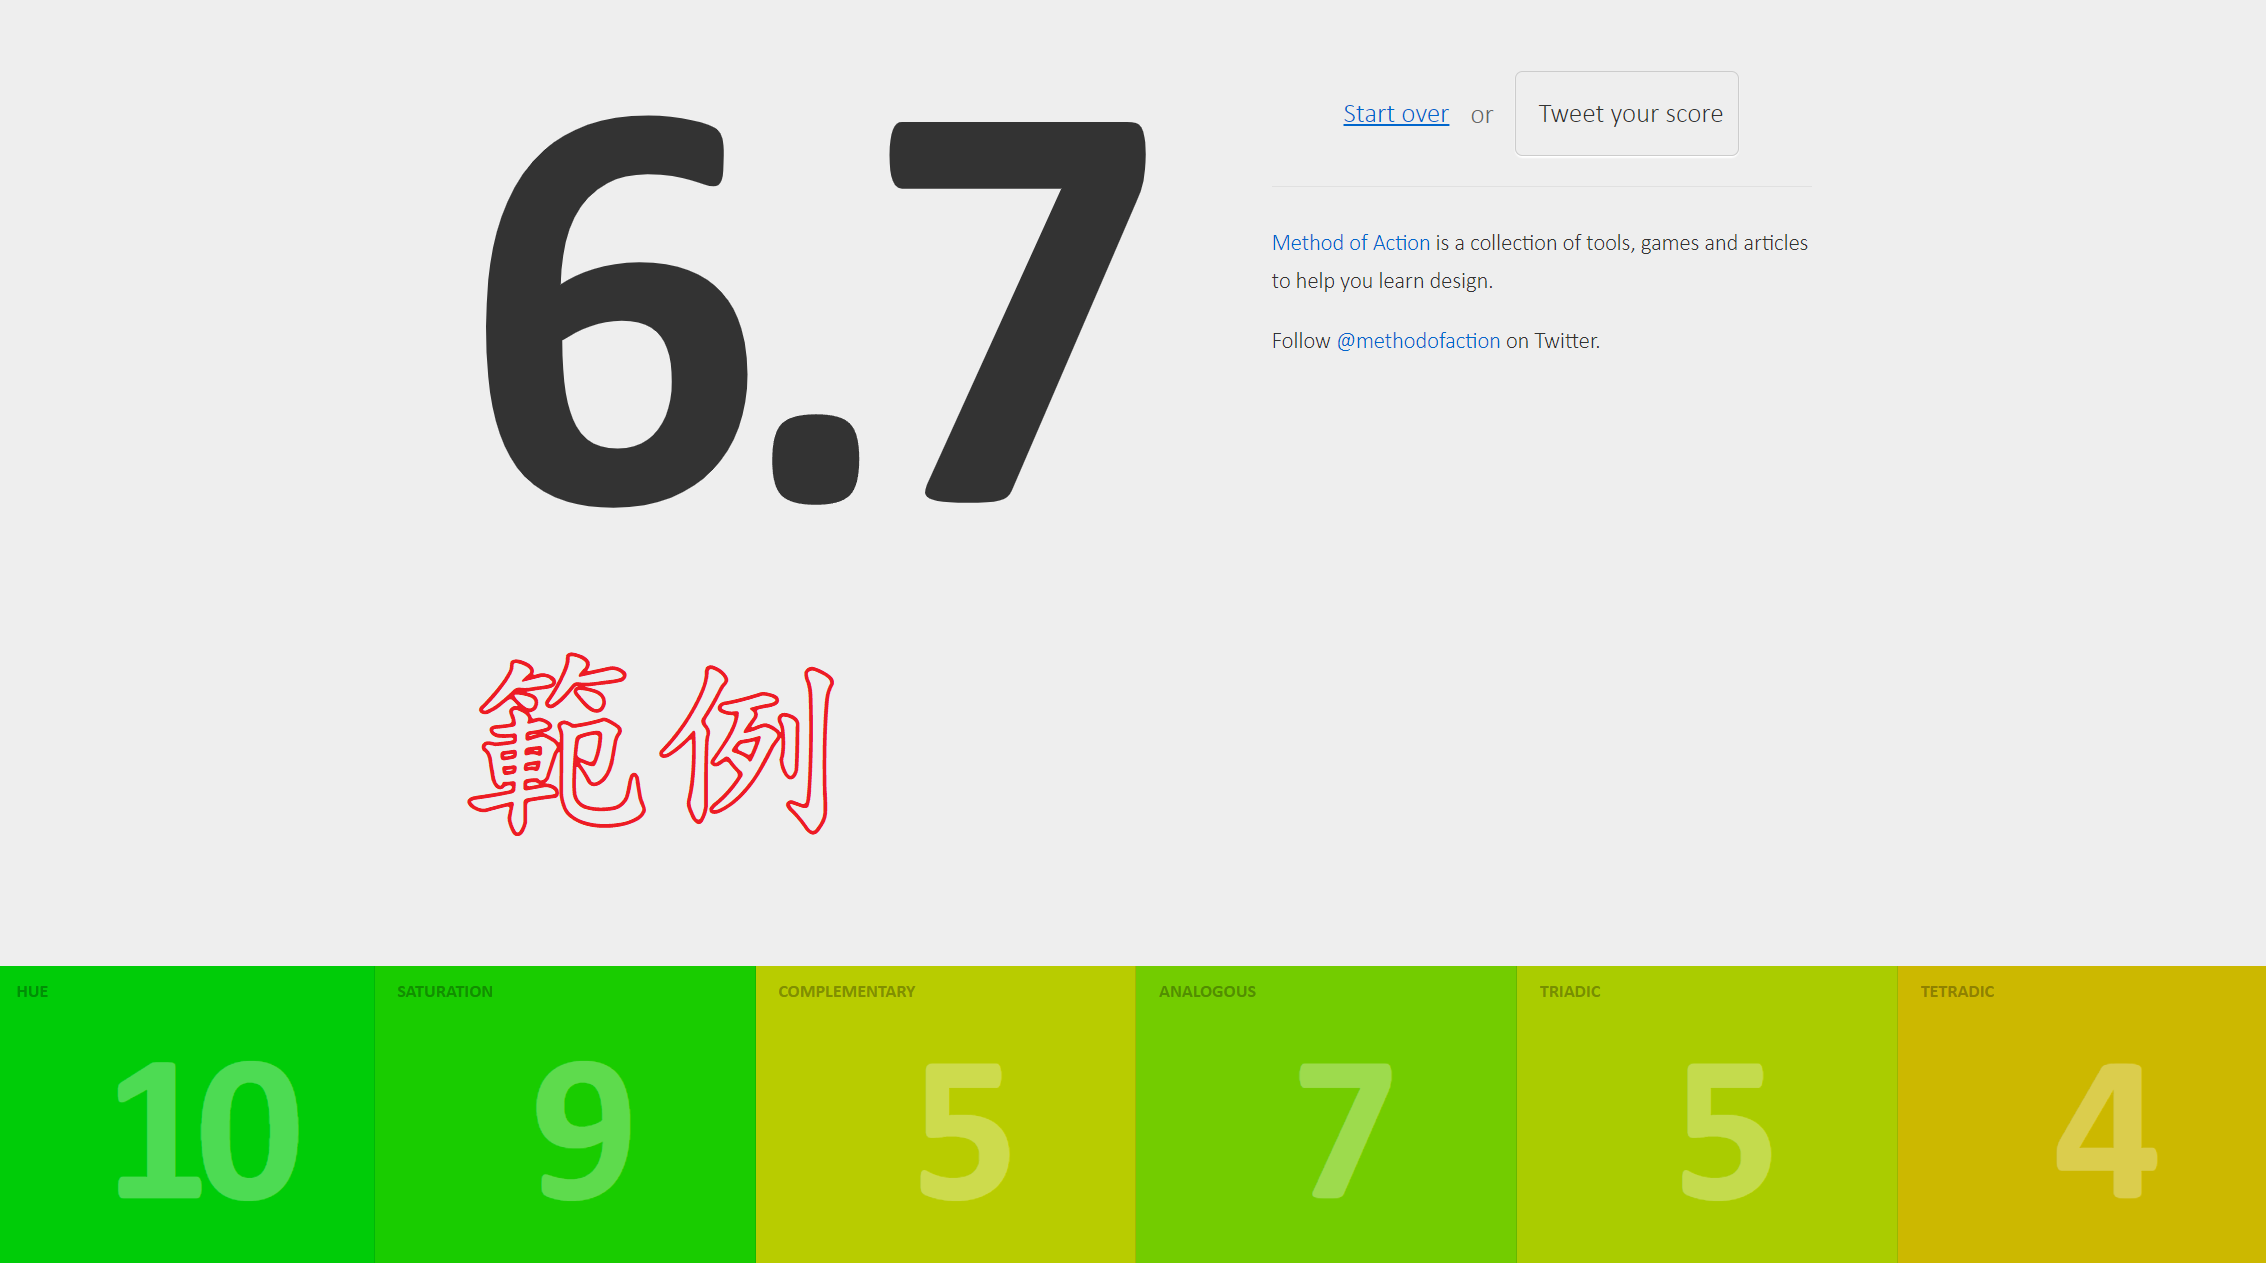 6.7
Start over or Tweet your score
Method of Action is a collection of tools, games and articles
to help you learn design.
Follow @methodofaction on Twitter.
範例
HUE
10
SATURATION
9
COMPLEMENTARY
5
ANALOGOUS
7
TRIADIC
5
TETRADIC
4